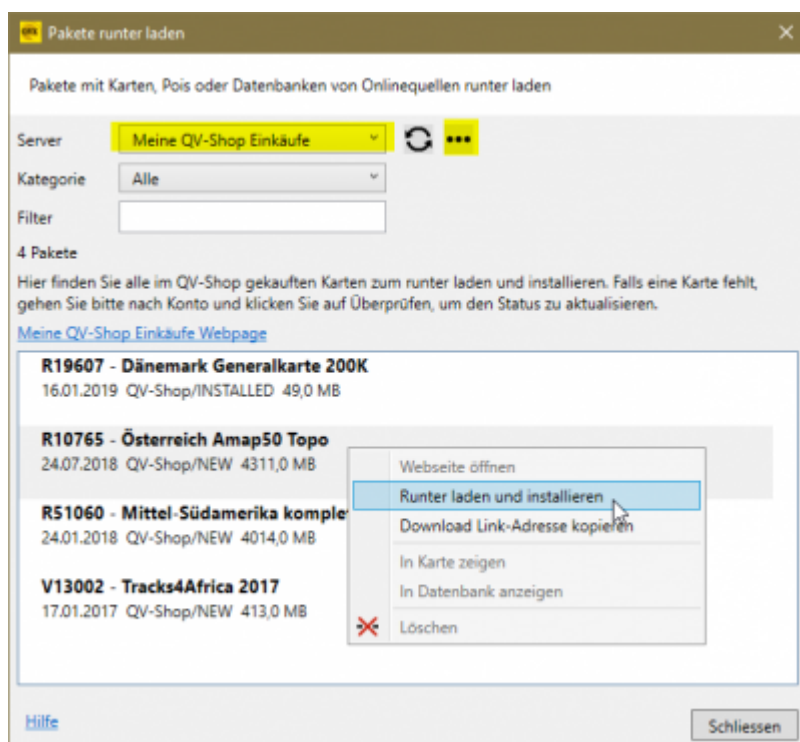 Pakete runter laden
Pakete mit Karten, Pois oder Datenbanken von Onlinequellen runter laden
Server Meine QV-Shop Einkäufe
Kategorie Alle
Filter
4 Pakete
Hier finden Sie alle im QV-Shop gekauften Karten zum runter laden und installieren. Falls eine Karte fehlt,
gehen Sie bitte nach Konto und klicken Sie auf Überprüfen, um den Status zu aktualisieren.
Meine QV-Shop Einkäufe Webpage
R19607 - Dänemark Generalkarte 200K
16.01.2019 QV-Shop/INSTALLED 49,0 MB
R10765 - Österreich Amap50 Topo
24.07.2018 QV-Shop/NEW 4311,0 MB
R51060 - Mittel-Südamerika
24.01.2018 QV-Shop/NEW 4014,0 MB
V13002 - Tracks4Africa 2017
17.01.2017 QV-Shop/NEW 413,0 MB
Webseite öffnen
Runter laden und installieren
Download Link-Adresse kopieren
In Karte zeigen
In Datenbank anzeigen
Löschen
Hilfe
Schliessen